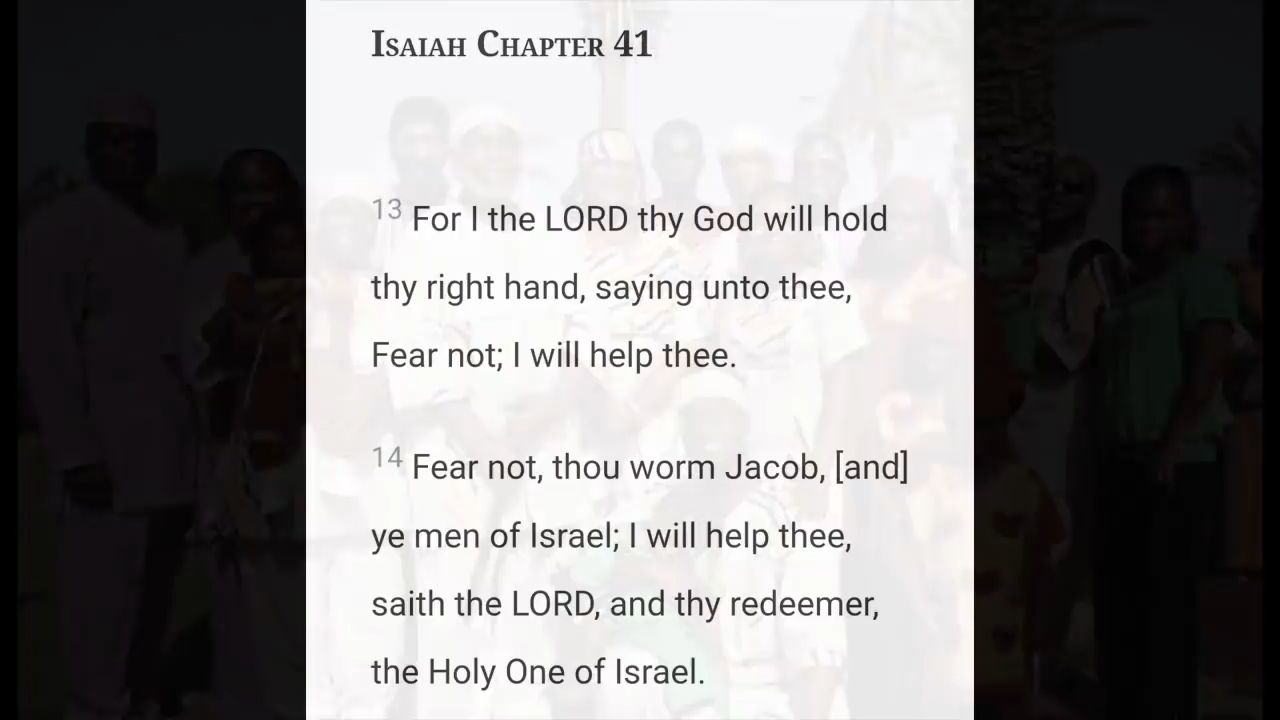 Isaiah Chapter 41
13 For I the LORD thy God will hold
thy right hand, saying unto thee,
Fear not; I will help thee.
14 Fear not, thou worm Jacob, [and]
ye men of Israel; I will help thee,
saith the LORD, and thy redeemer,
the Holy One of Israel.